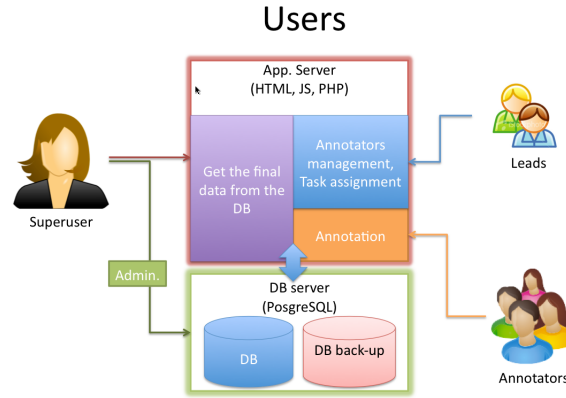 Users
App. Server
(HTML, JS, PHP)
Get the final
data from the
DB
Annotators
management,
Task assignment
Annotation
Superuser
Leads
Admin.
DB server
(PosgreSQL)
DB
DB back-up
Annotators